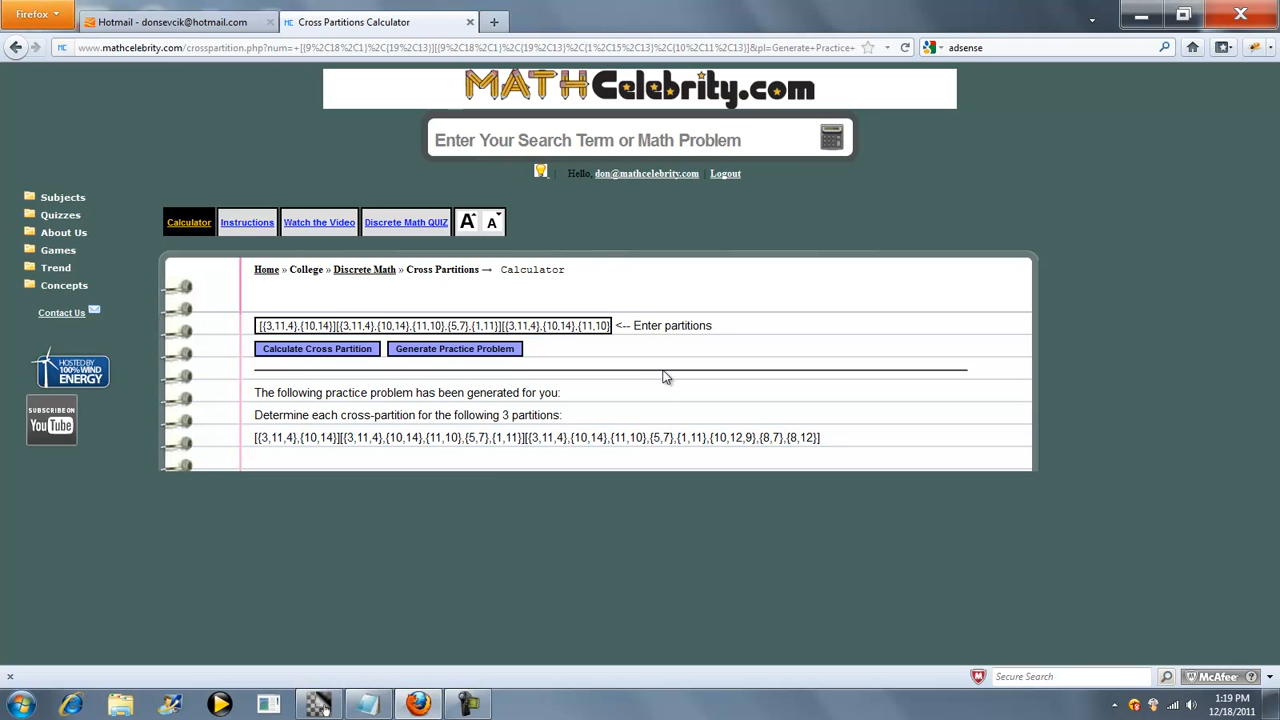 Firefox
Hotmail - donsevcik@hotmail.com
Cross Partitions Calculator
www.mathcelebrity.com/crosspartition.php?num=+[{9%2C18%2C1}%2C{19%2C13}][{9%2C18%2C1}%2C{19%2C13}%2C{1%2C15%2C13}%2C{10%2C11%2C13}]&pl=Generate+Practice+
adsense
MATHCelebrity.com
Enter Your Search Term or Math Problem
Hello, don@mathcelebrity.com | Logout
Subjects
Quizzes
About Us
Games
Trend
Concepts
Contact Us
HOSTED BY
100% WIND
ENERGY
SUBSCRIBE ON
YouTube
Calculator
Instructions
Watch the Video
Discrete Math QUIZ
A A
Home » College » Discrete Math » Cross Partitions → Calculator
[{3,11,4},{10,14}][{3,11,4},{10,14},{11,10},{5,7},{1,11}][{3,11,4},{10,14},{11,10} <-- Enter partitions
Calculate Cross Partition
Generate Practice Problem
The following practice problem has been generated for you:
Determine each cross-partition for the following 3 partitions:
[{3,11,4},{10,14}][{3,11,4},{10,14},{11,10},{5,7},{1,11}][{3,11,4},{10,14},{11,10},{5,7},{1,11},{10,12,9},{8,7},{8,12}]
Secure Search
McAfee
1:19 PM
12/18/2011